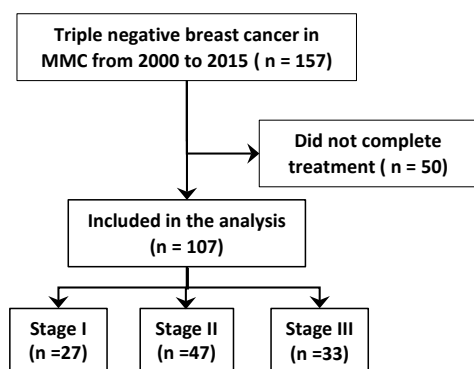 Triple negative breast cancer in
MMC from 2000 to 2015 ( n = 157)
Did not complete
treatment ( n = 50)
Included in the analysis
(n = 107)
Stage I
(n =27)
Stage II
(n =47)
Stage III
(n =33)